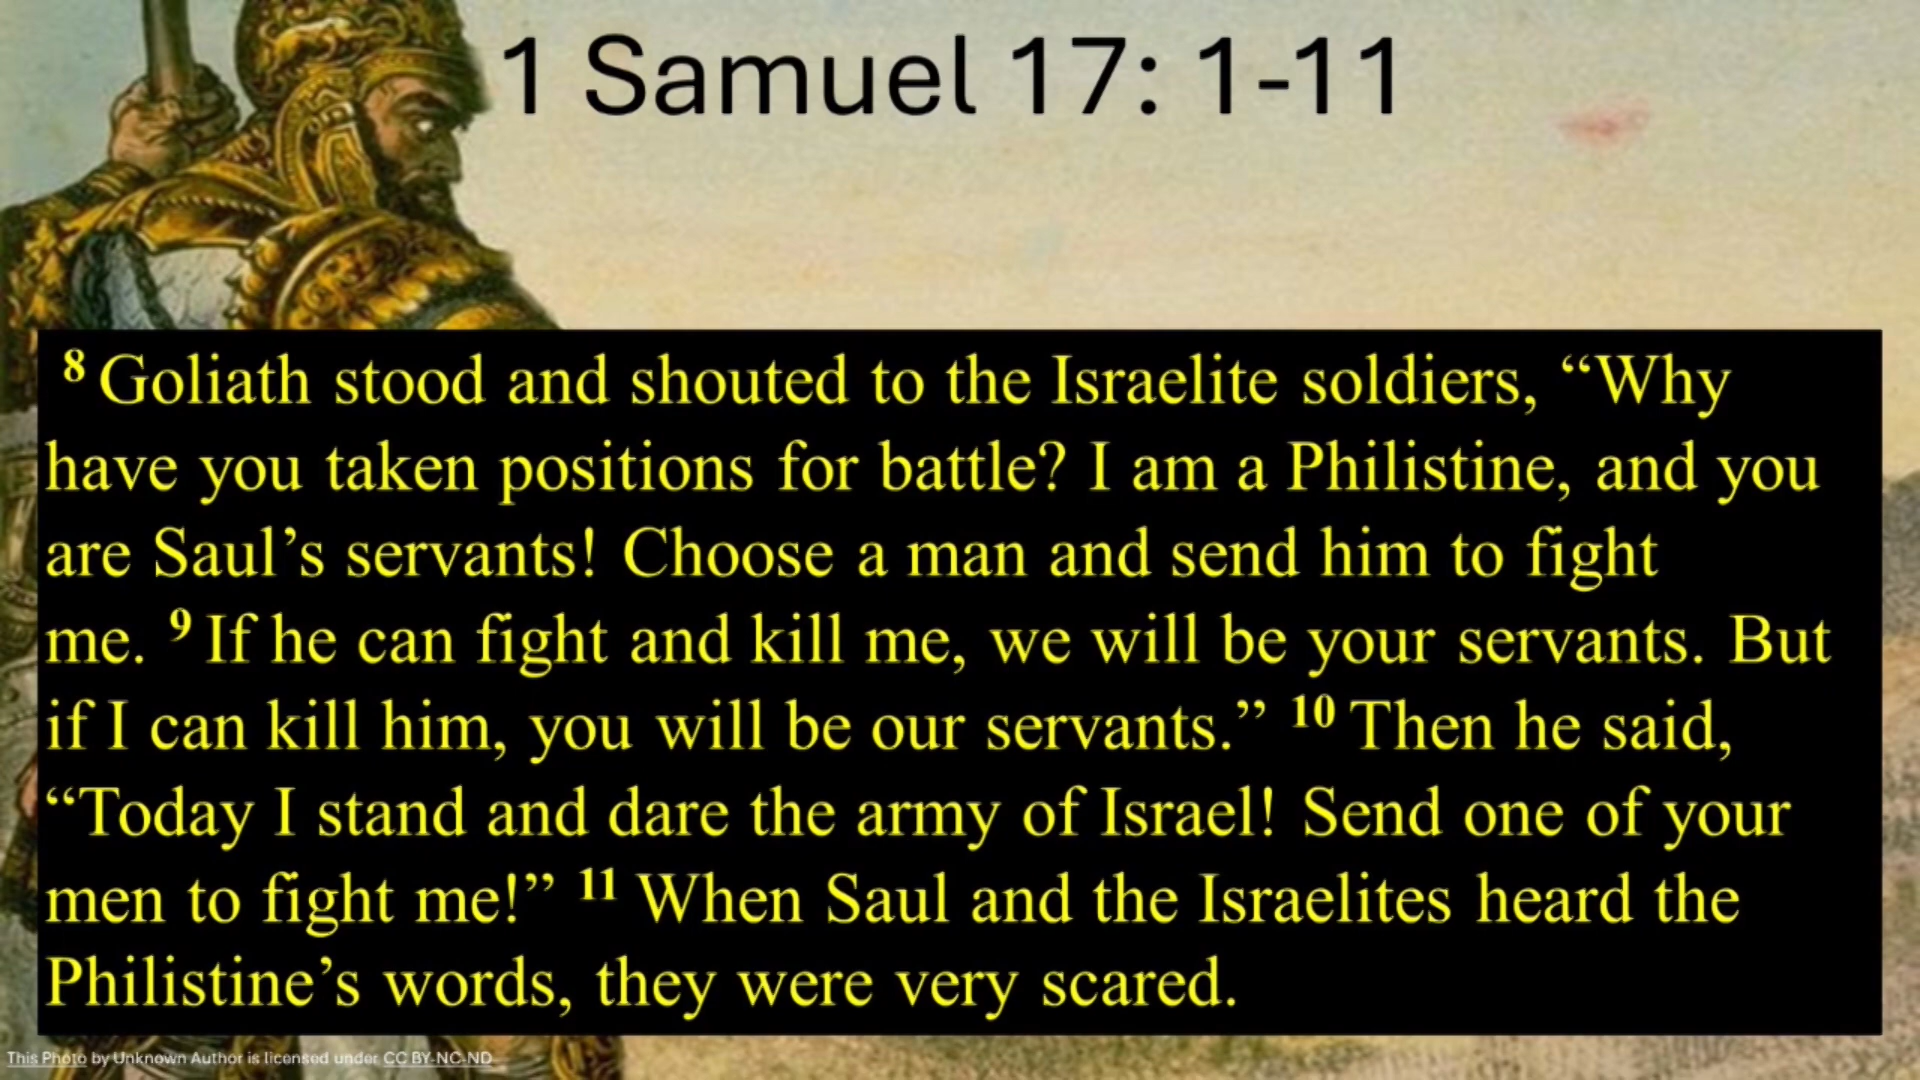 1 Samuel 17: 1-11
8 Goliath stood and shouted to the Israelite soldiers, “Why
have you taken positions for battle? I am a Philistine, and you
are Saul’s servants! Choose a man and send him to fight
me. 9 If he can fight and kill me, we will be your servants. But
if I can kill him, you will be our servants.” 10 Then he said,
“Today I stand and dare the army of Israel! Send one of your
men to fight me!” 11 When Saul and the Israelites heard the
Philistine’s words, they were very scared.
This Photo by Unknown Author is licensed under CC BY-NC-ND